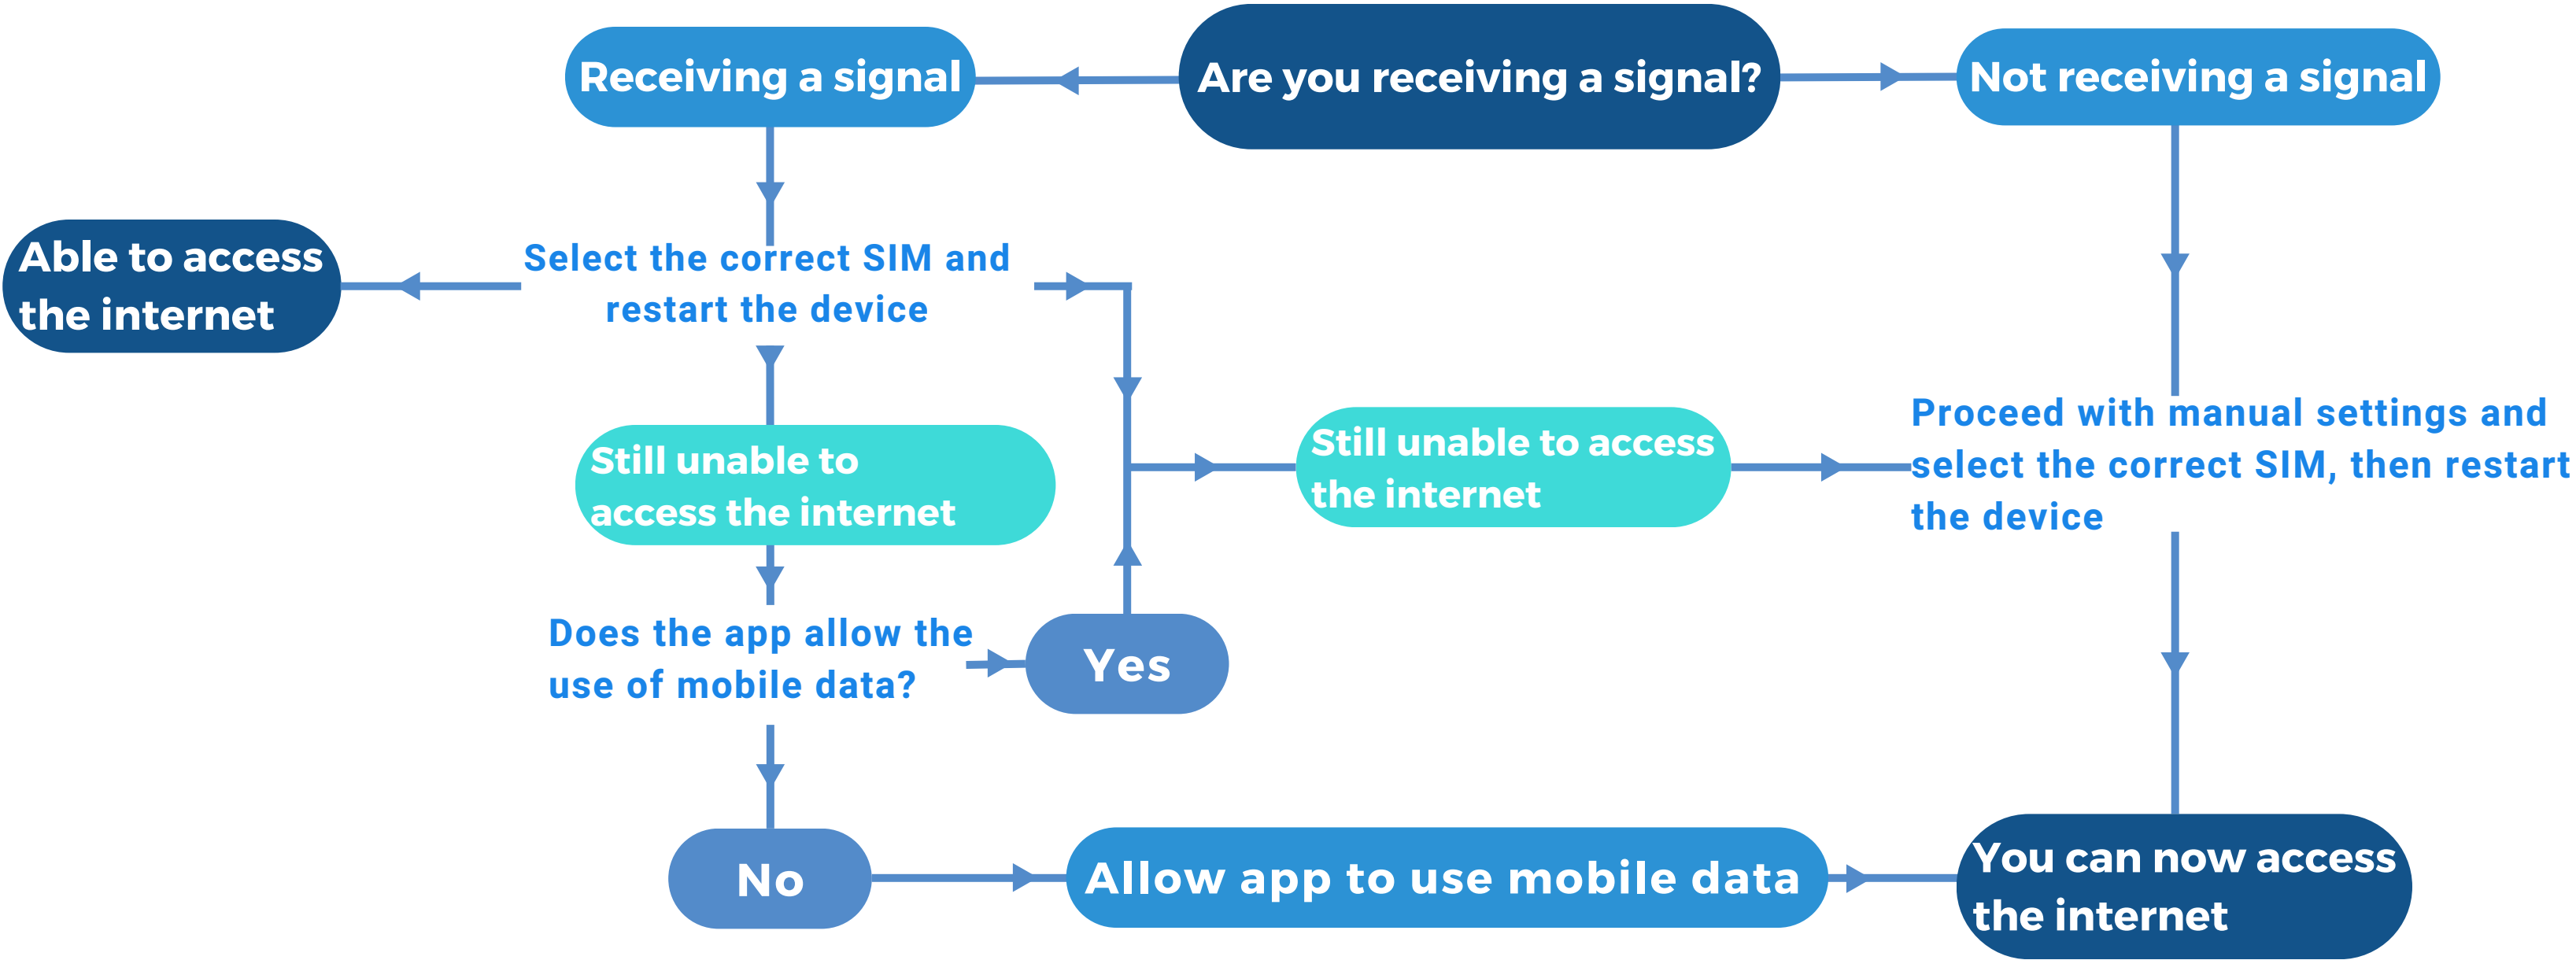 Receiving a signal
Are you receiving a signal?
Not receiving a signal
Able to access
the internet
Select the correct SIM and
restart the device
Still unable to
access the internet
Still unable to access
the internet
Proceed with manual settings and
select the correct SIM, then restart
the device
Does the app allow the
use of mobile data?
Yes
No
Allow app to use mobile data
You can now access
the internet